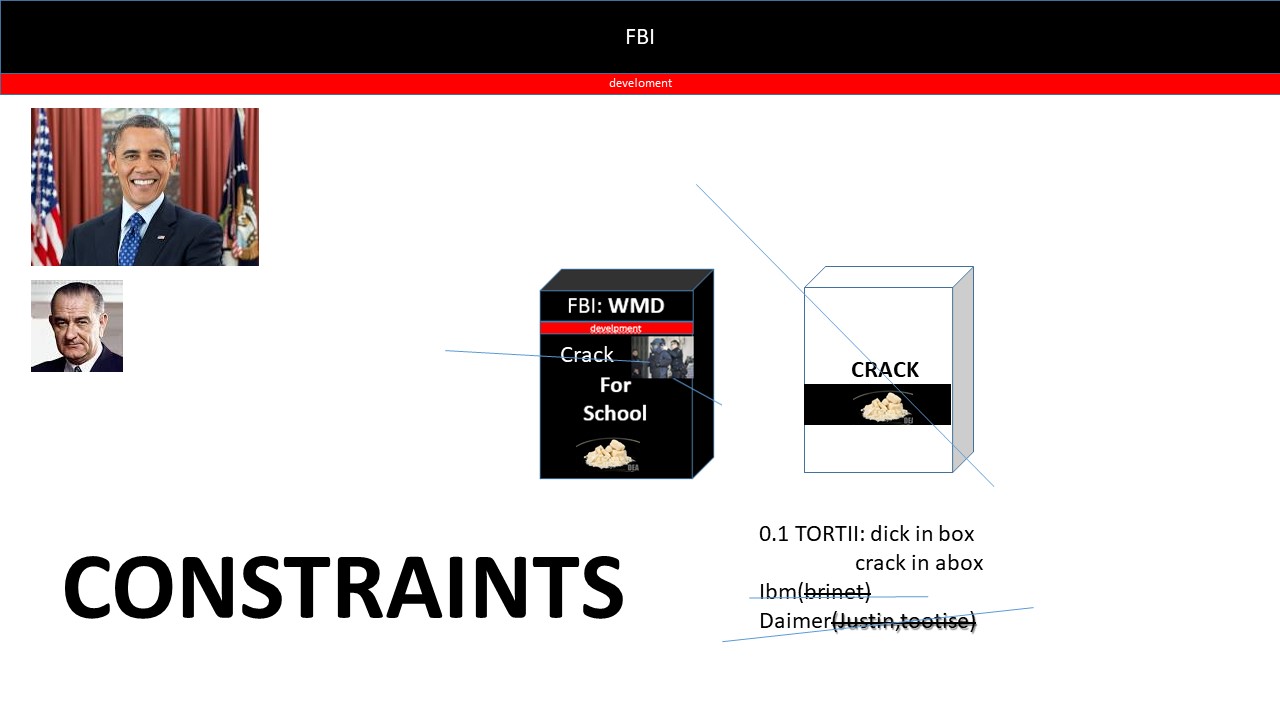 FBI
develoment
FBI: WMD
develpment
Crack
For
School
DEA
CRACK
0.1 TORTII: dick in box
crack in abox
Ibm(brinet)
Daimer(Justin,tootise)
CONSTRAINTS